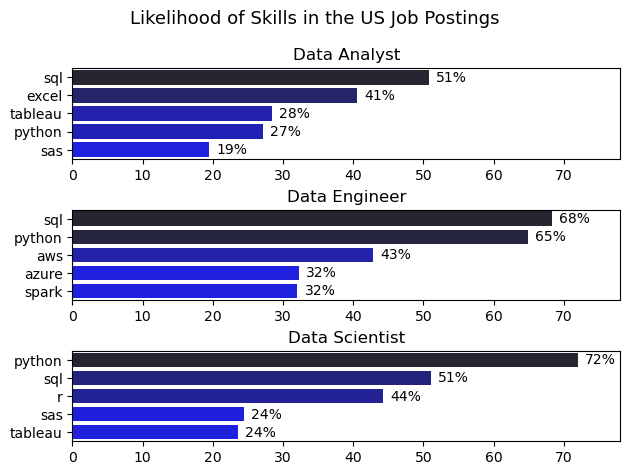 Likelihood of Skills in the US Job Postings
Data Analyst
sql 51%
excel 41%
tableau 28%
python 27%
sas 19%
0 10 20 30 40 50 60 70
Data Engineer
sql 68%
python 65%
aws 43%
azure 32%
spark 32%
0 10 20 30 40 50 60 70
Data Scientist
python 72%
sql 51%
r 44%
sas 24%
tableau 24%
0 10 20 30 40 50 60 70